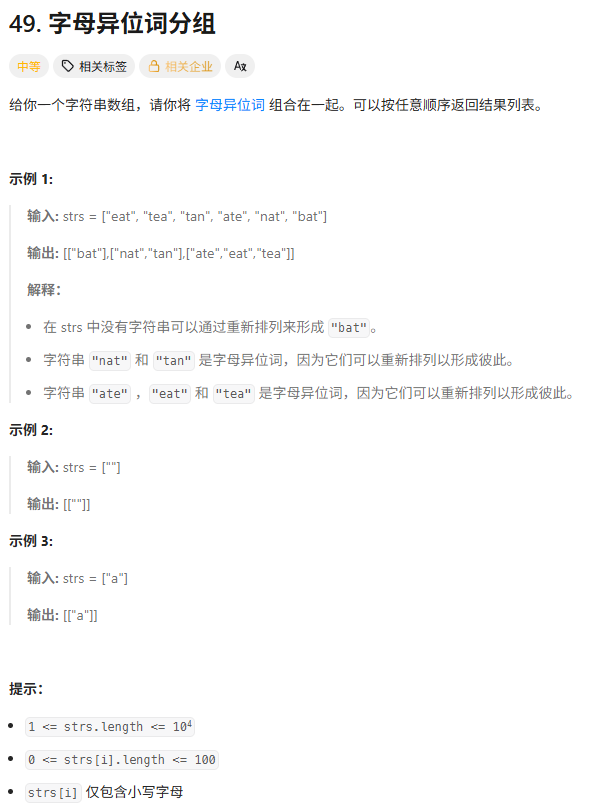 49. 字母异位词分组
中等 相关标签 相关企业 Aズ
给你一个字符串数组，请你将 字母异位词 组合在一起。可以按任意顺序返回结果列表。
示例 1:
输入: strs = ["eat", "tea", "tan", "ate", "nat", "bat"]
输出: [["bat"],["nat","tan"],["ate","eat","tea"]]
解释：
在 strs 中没有字符串可以通过重新排列来形成 "bat"。
字符串 "nat" 和 "tan" 是字母异位词，因为它们可以重新排列以形成彼此。
字符串 "ate" ，"eat" 和 "tea" 是字母异位词，因为它们可以重新排列以形成彼此。
示例 2:
输入: strs = [""]
输出: [[""]]
示例 3:
输入: strs = ["a"]
输出: [["a"]]
提示：
1 <= strs.length <= 10⁴
0 <= strs[i].length <= 100
strs[i] 仅包含小写字母